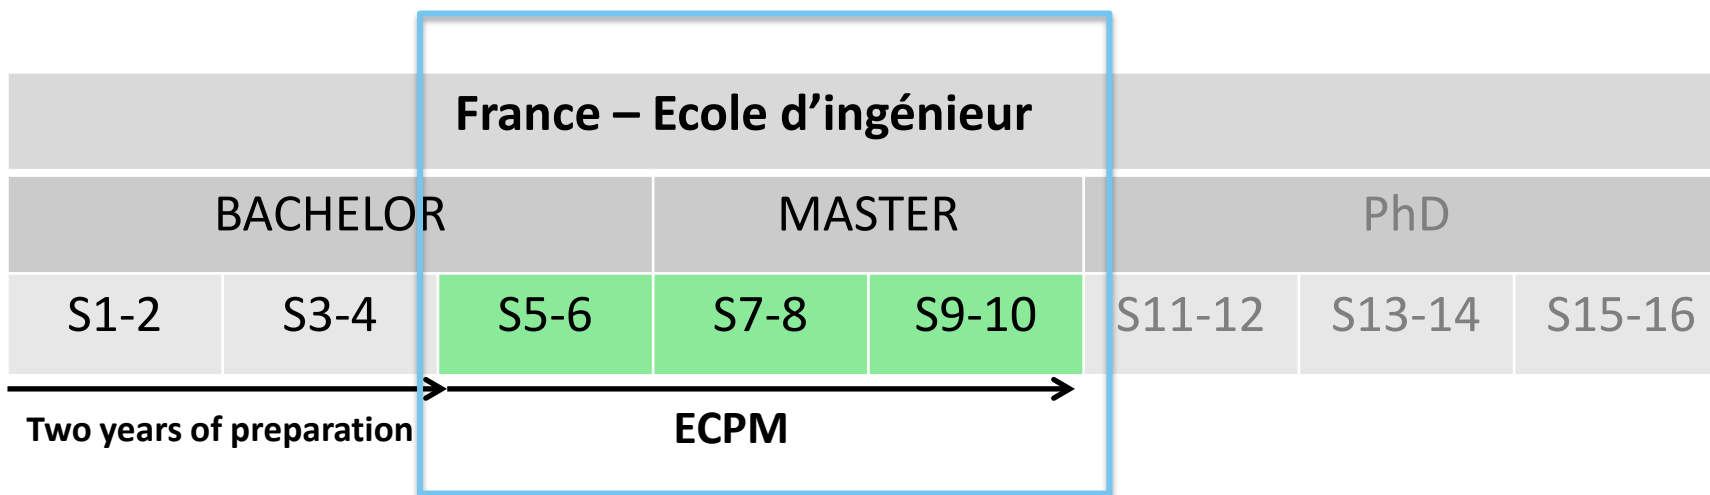 France – Ecole d’ingénieur
BACHELOR MASTER PhD
S1-2 S3-4 S5-6 S7-8 S9-10 S11-12 S13-14 S15-16
Two years of preparation ECPM